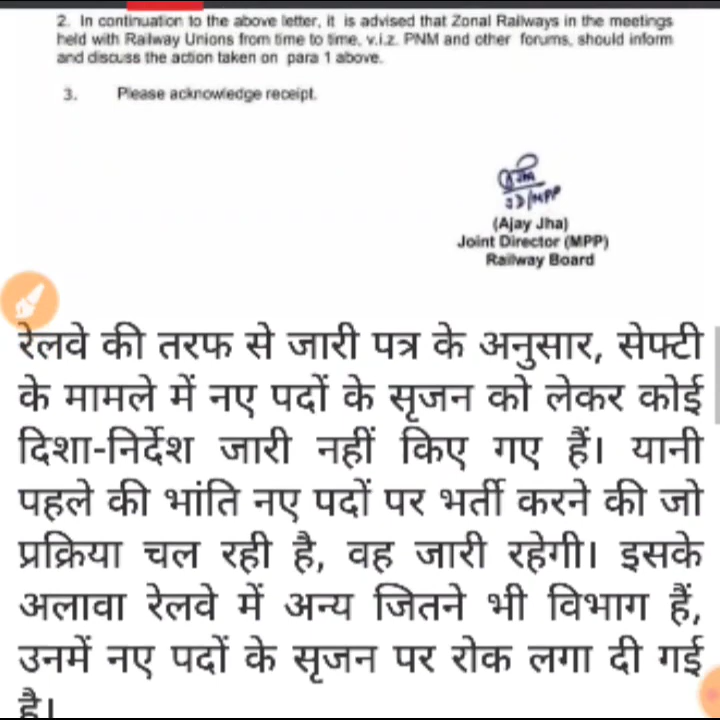 2. In continuation to the above letter, it is advised that Zonal Railways in the meetings
held with Railway Unions from time to time, v.i.z. PNM and other forums, should inform
and discuss the action taken on para 1 above.
3. Please acknowledge receipt.
JD/MPP
(Ajay Jha)
Joint Director (MPP)
Railway Board
रेलवे की तरफ से जारी पत्र के अनुसार, सेफ्टी
के मामले में नए पदों के सृजन को लेकर कोई
दिशा-निर्देश जारी नहीं किए गए हैं। यानी
पहले की भांति नए पदों पर भर्ती करने की जो
प्रक्रिया चल रही है, वह जारी रहेगी। इसके
अलावा रेलवे में अन्य जितने भी विभाग हैं,
उनमें नए पदों के सृजन पर रोक लगा दी गई
है।